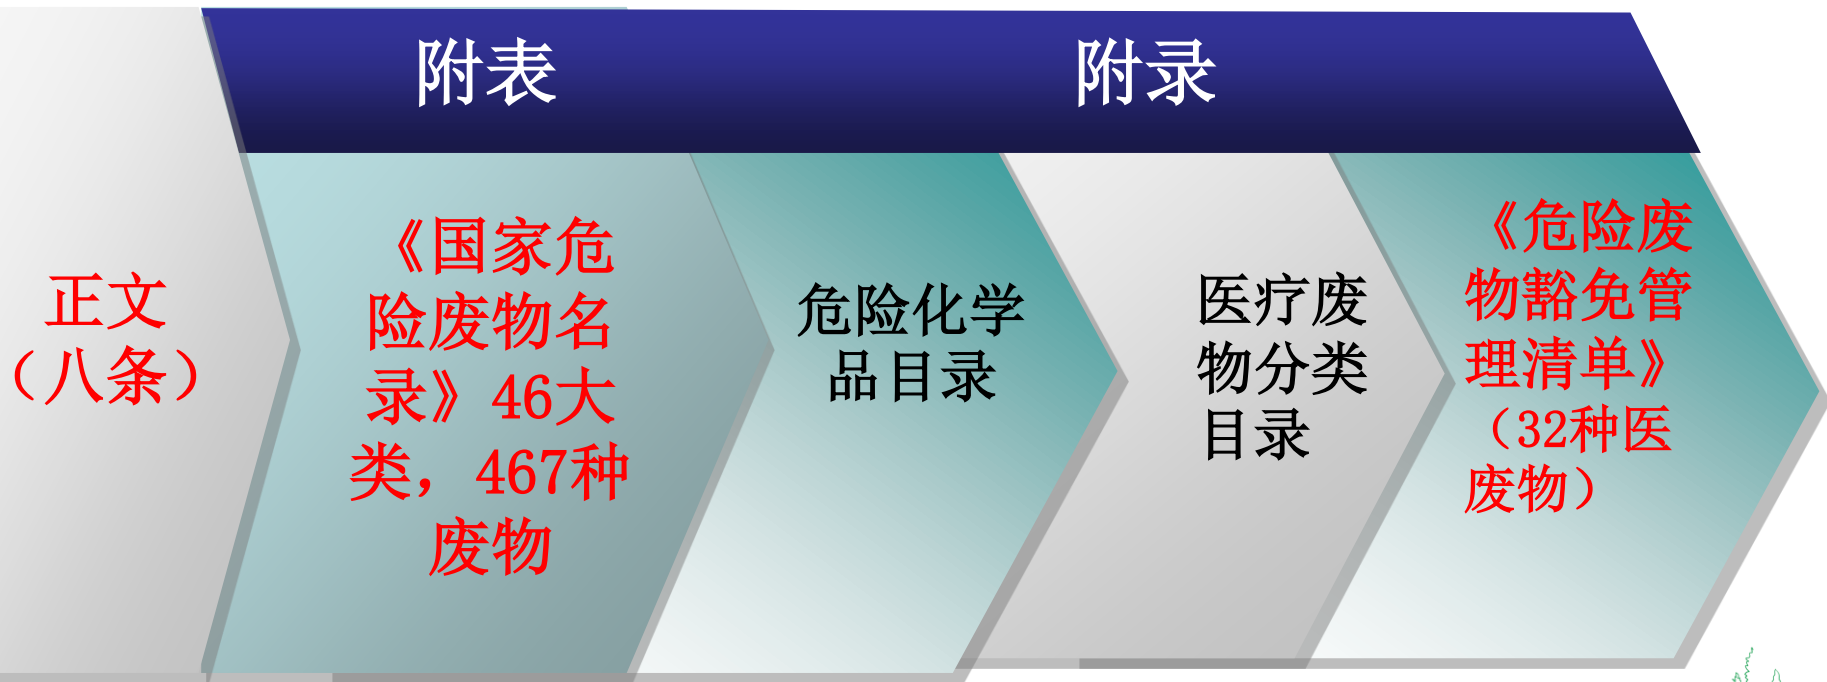 附表
附录
正文
（八条）
《国家危
险废物名
录》46大
类，467种
废物
危险化学
品目录
医疗废
物分类
目录
《危险废
物豁免管
理清单》
（32种医
废物）